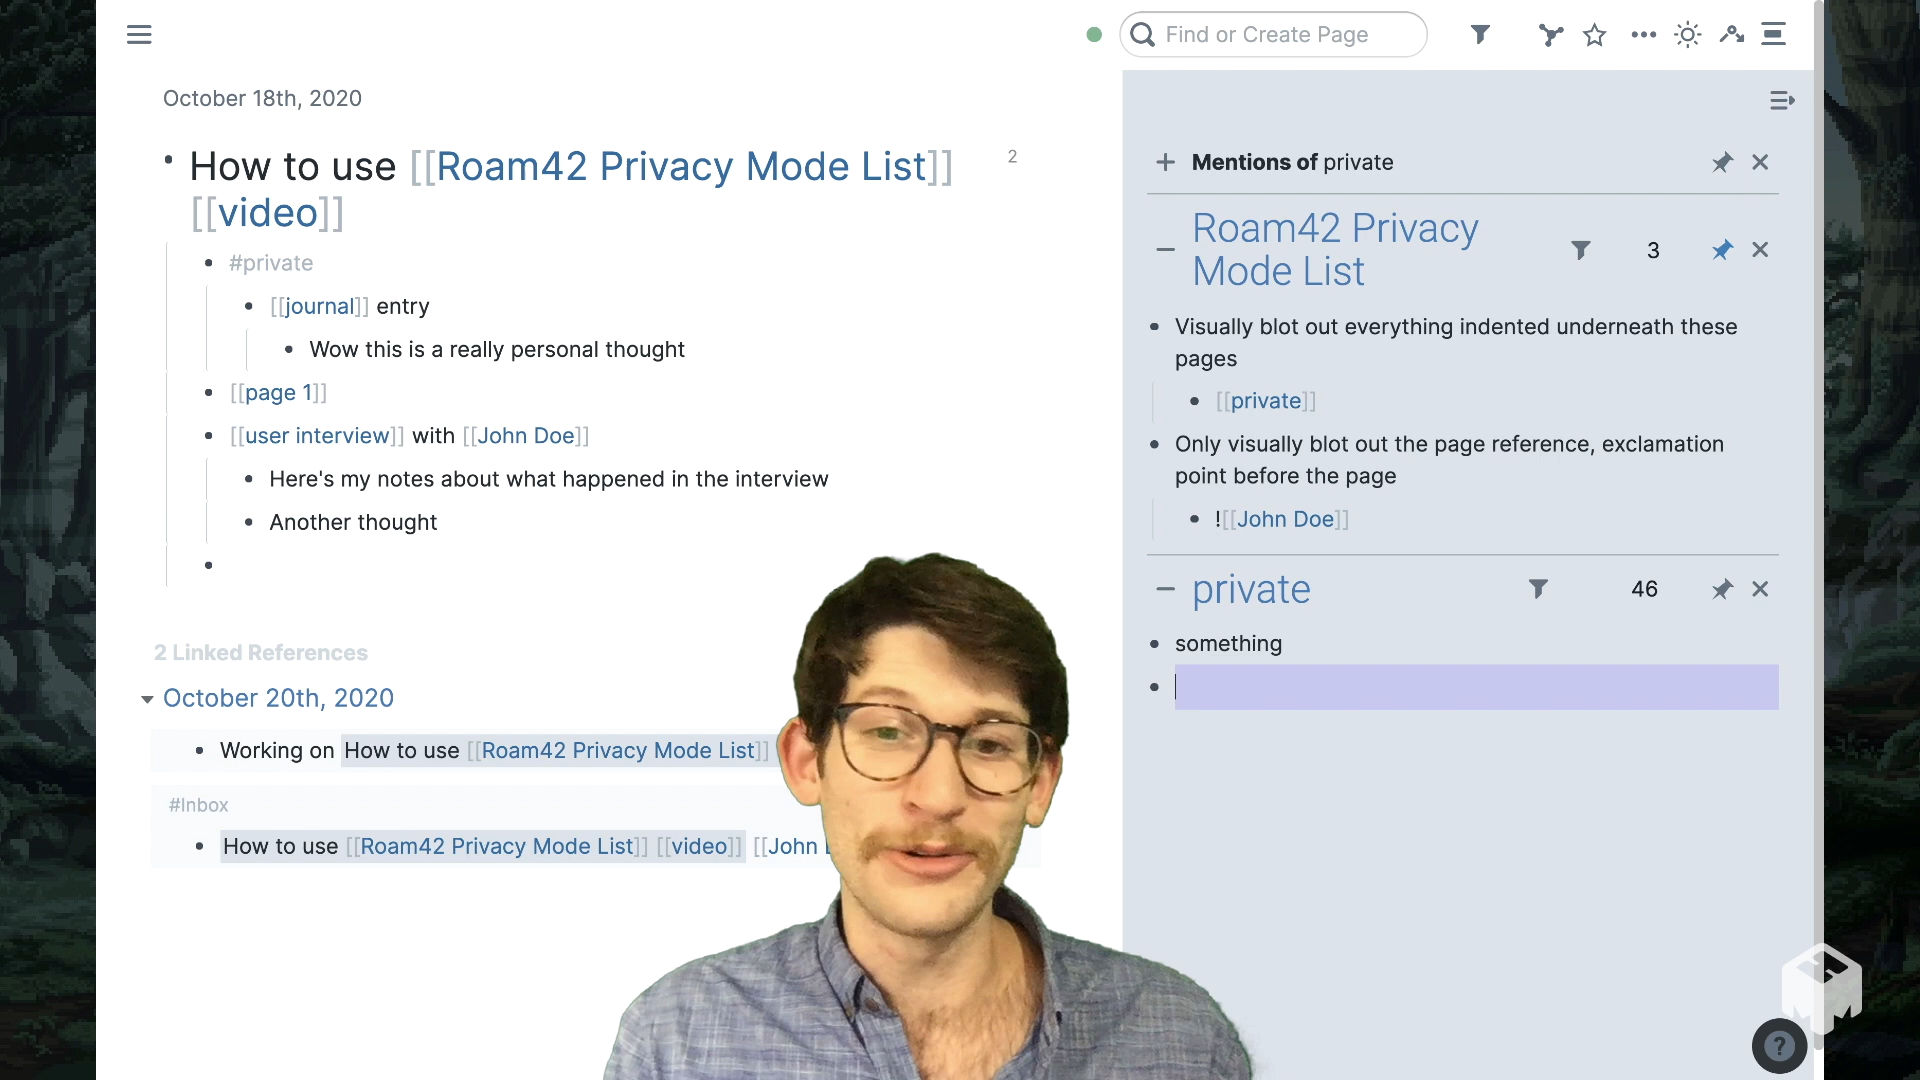 Find or Create Page
October 18th, 2020
How to use [[Roam42 Privacy Mode List]]
[[video]]
2
#private
[[journal]] entry
Wow this is a really personal thought
[[page 1]]
[[user interview]] with [[John Doe]]
Here's my notes about what happened in the interview
Another thought
2 Linked References
October 20th, 2020
Working on How to use [[Roam42 Privacy Mode List]]
#Inbox
How to use [[Roam42 Privacy Mode List]] [[video]] [[John
+ Mentions of private
Roam42 Privacy
Mode List
3
Visually blot out everything indented underneath these
pages
[[private]]
Only visually blot out the page reference, exclamation
point before the page
![[John Doe]]
private
46
something
?